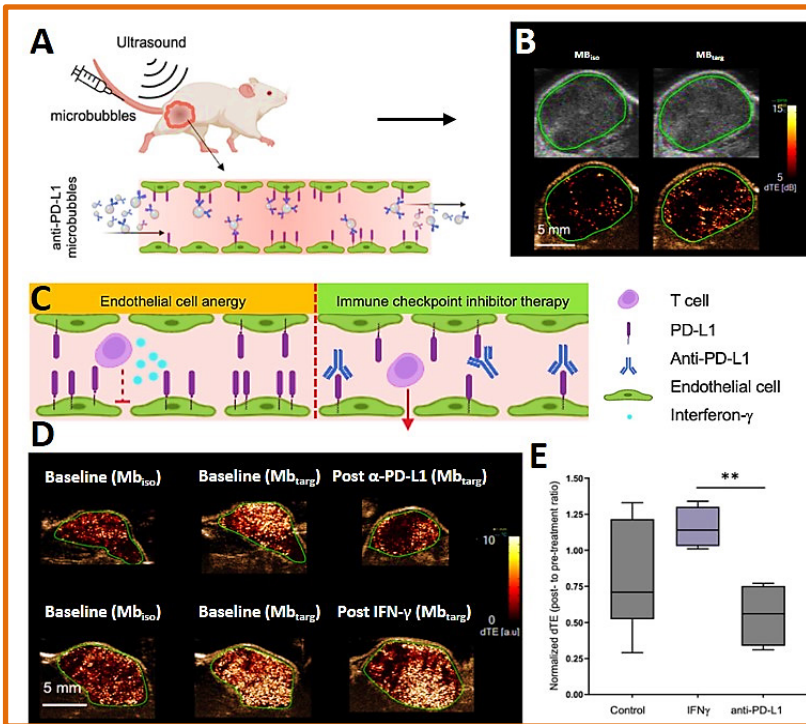 A
Ultrasound
microbubbles
anti-PD-L1
microbubbles
B
MBiso
MBtarg
15
5
dTE [dB]
5 mm
C
Endothelial cell anergy
Immune checkpoint inhibitor therapy
T cell
PD-L1
Anti-PD-L1
Endothelial cell
Interferon-γ
D
Baseline (Mbiso)
Baseline (Mbtarg)
Post α-PD-L1 (Mbtarg)
10
0
dTE [a.u]
Baseline (Mbiso)
Baseline (Mbtarg)
Post IFN-γ (Mbtarg)
5 mm
E
Normalized dTE (post- to pre-treatment ratio)
1.50
1.25
1.00
0.75
0.50
0.25
0.00
**
Control
IFNγ
anti-PD-L1